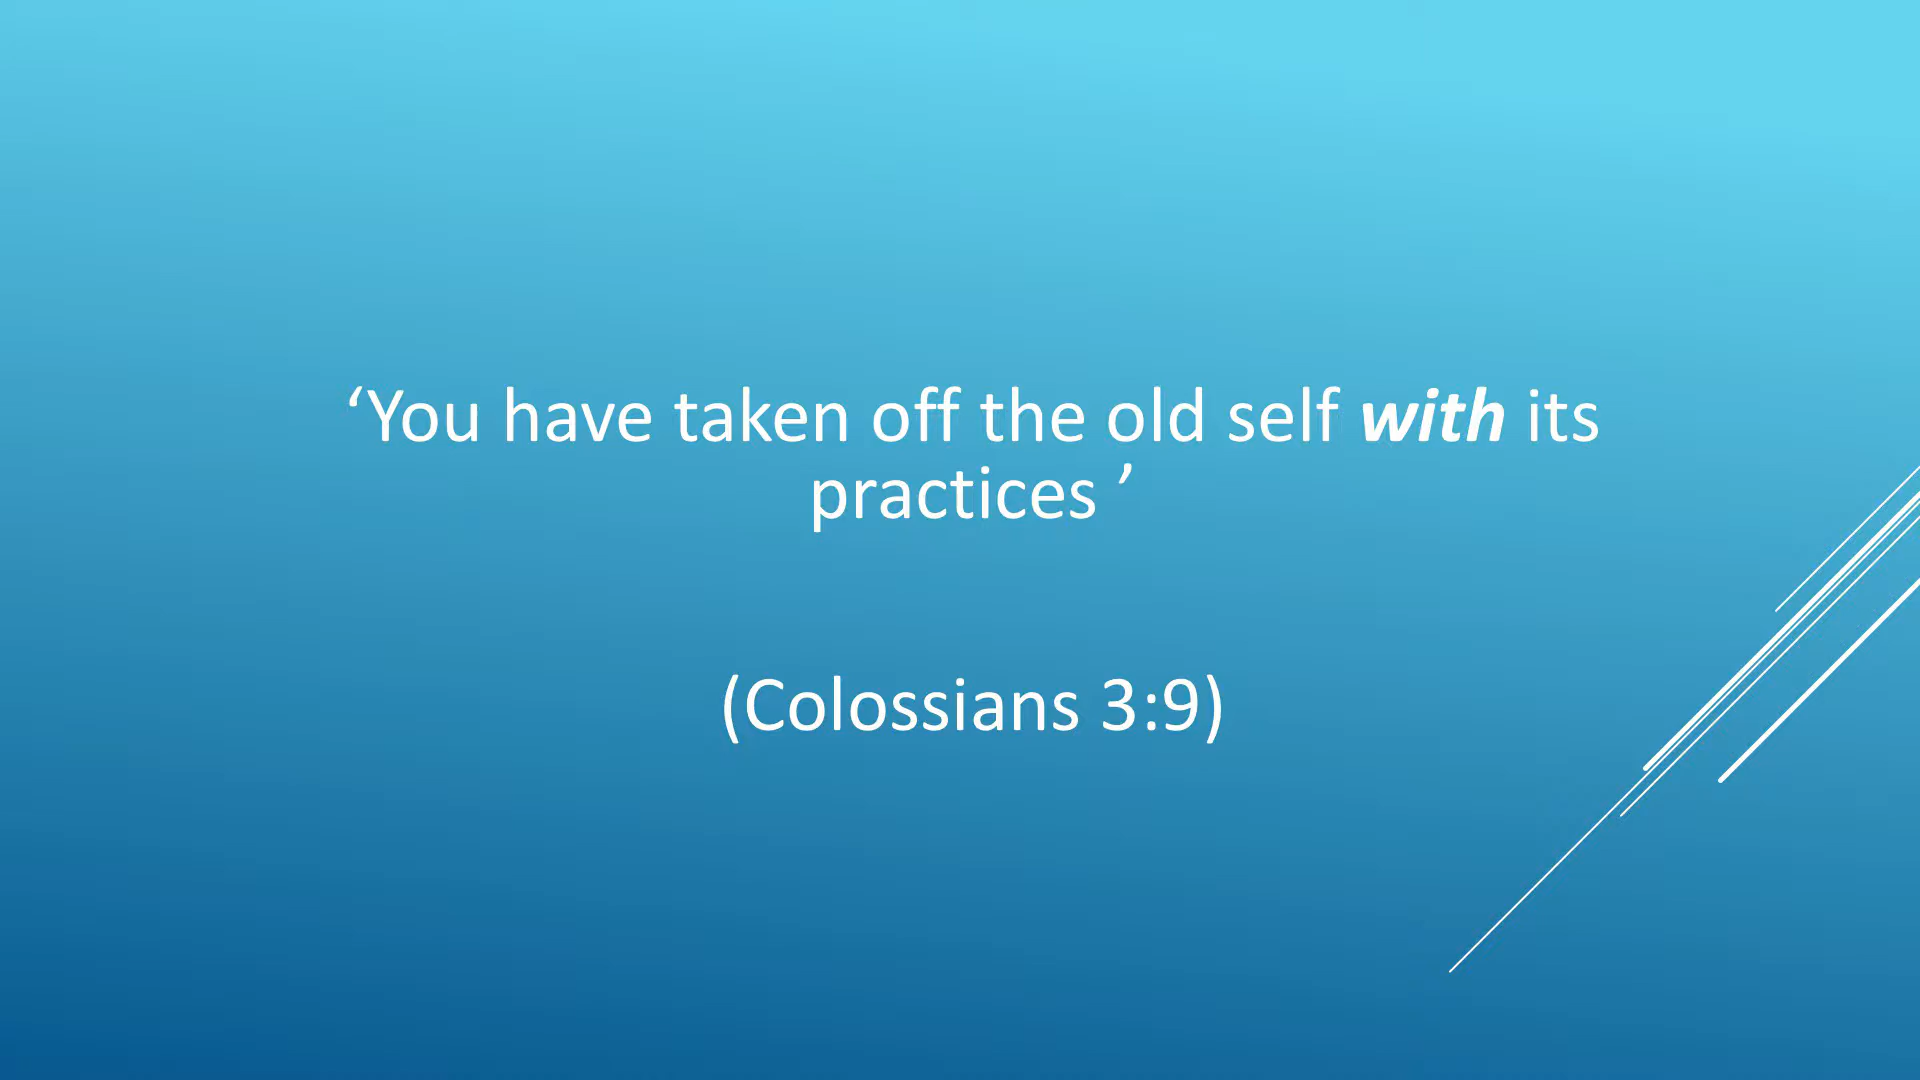 ‘You have taken off the old self with its
practices ’
(Colossians 3:9)